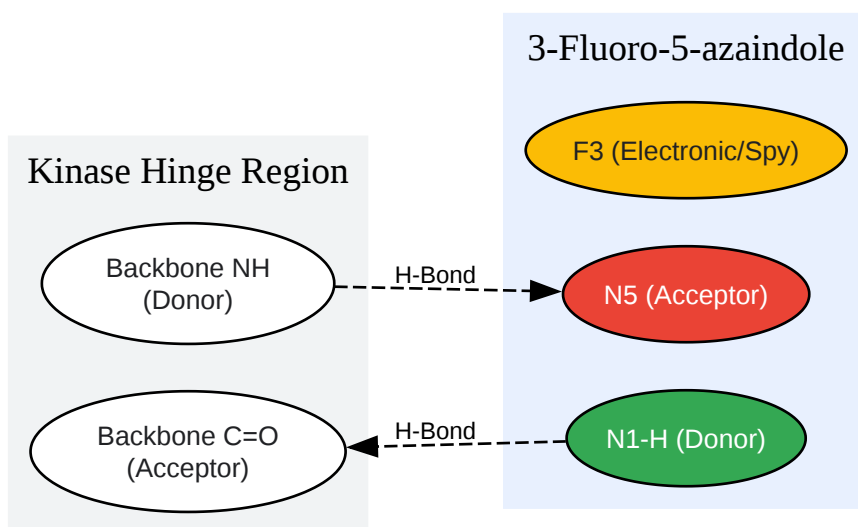 3-Fluoro-5-azaindole
F3 (Electronic/Spy)
Kinase Hinge Region
Backbone NH
(Donor)
H-Bond
N5 (Acceptor)
Backbone C=O
(Acceptor)
H-Bond
N1-H (Donor)